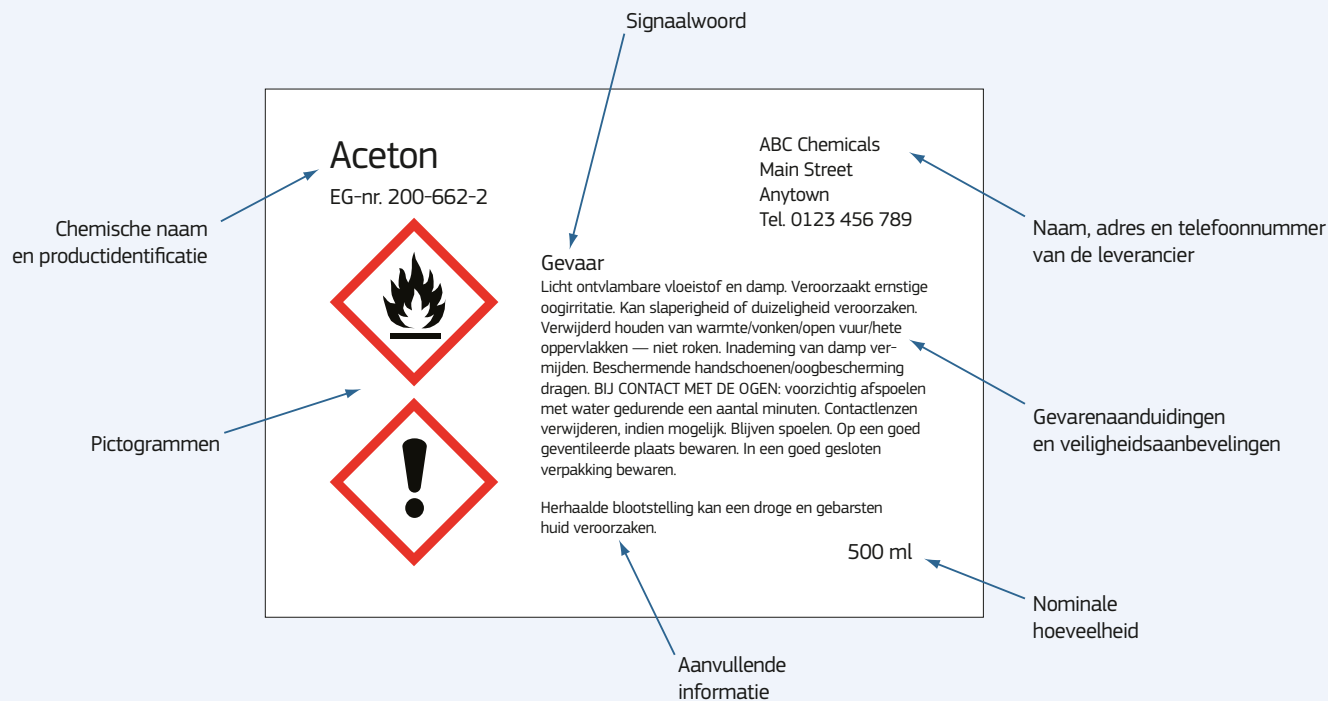 Signaalwoord
Aceton
EG-nr. 200-662-2
ABC Chemicals
Main Street
Anytown
Tel. 0123 456 789
Chemische naam
en productidentificatie
Naam, adres en telefoonnummer
van de leverancier
Gevaar
Licht ontvlambare vloeistof en damp. Veroorzaakt ernstige
oogirritatie. Kan slaperigheid of duizeligheid veroorzaken.
Verwijderd houden van warmte/vonken/open vuur/hete
oppervlakken — niet roken. Inademing van damp ver-
mijden. Beschermende handschoenen/oogbescherming
dragen. BIJ CONTACT MET DE OGEN: voorzichtig afspoelen
met water gedurende een aantal minuten. Contactlenzen
verwijderen, indien mogelijk. Blijven spoelen. Op een goed
geventileerde plaats bewaren. In een goed gesloten
verpakking bewaren.
Gevarenaanduidingen
en veiligheidsaanbevelingen
Pictogrammen
Herhaalde blootstelling kan een droge en gebarsten
huid veroorzaken.
500 ml
Nominale
hoeveelheid
Aanvullende
informatie